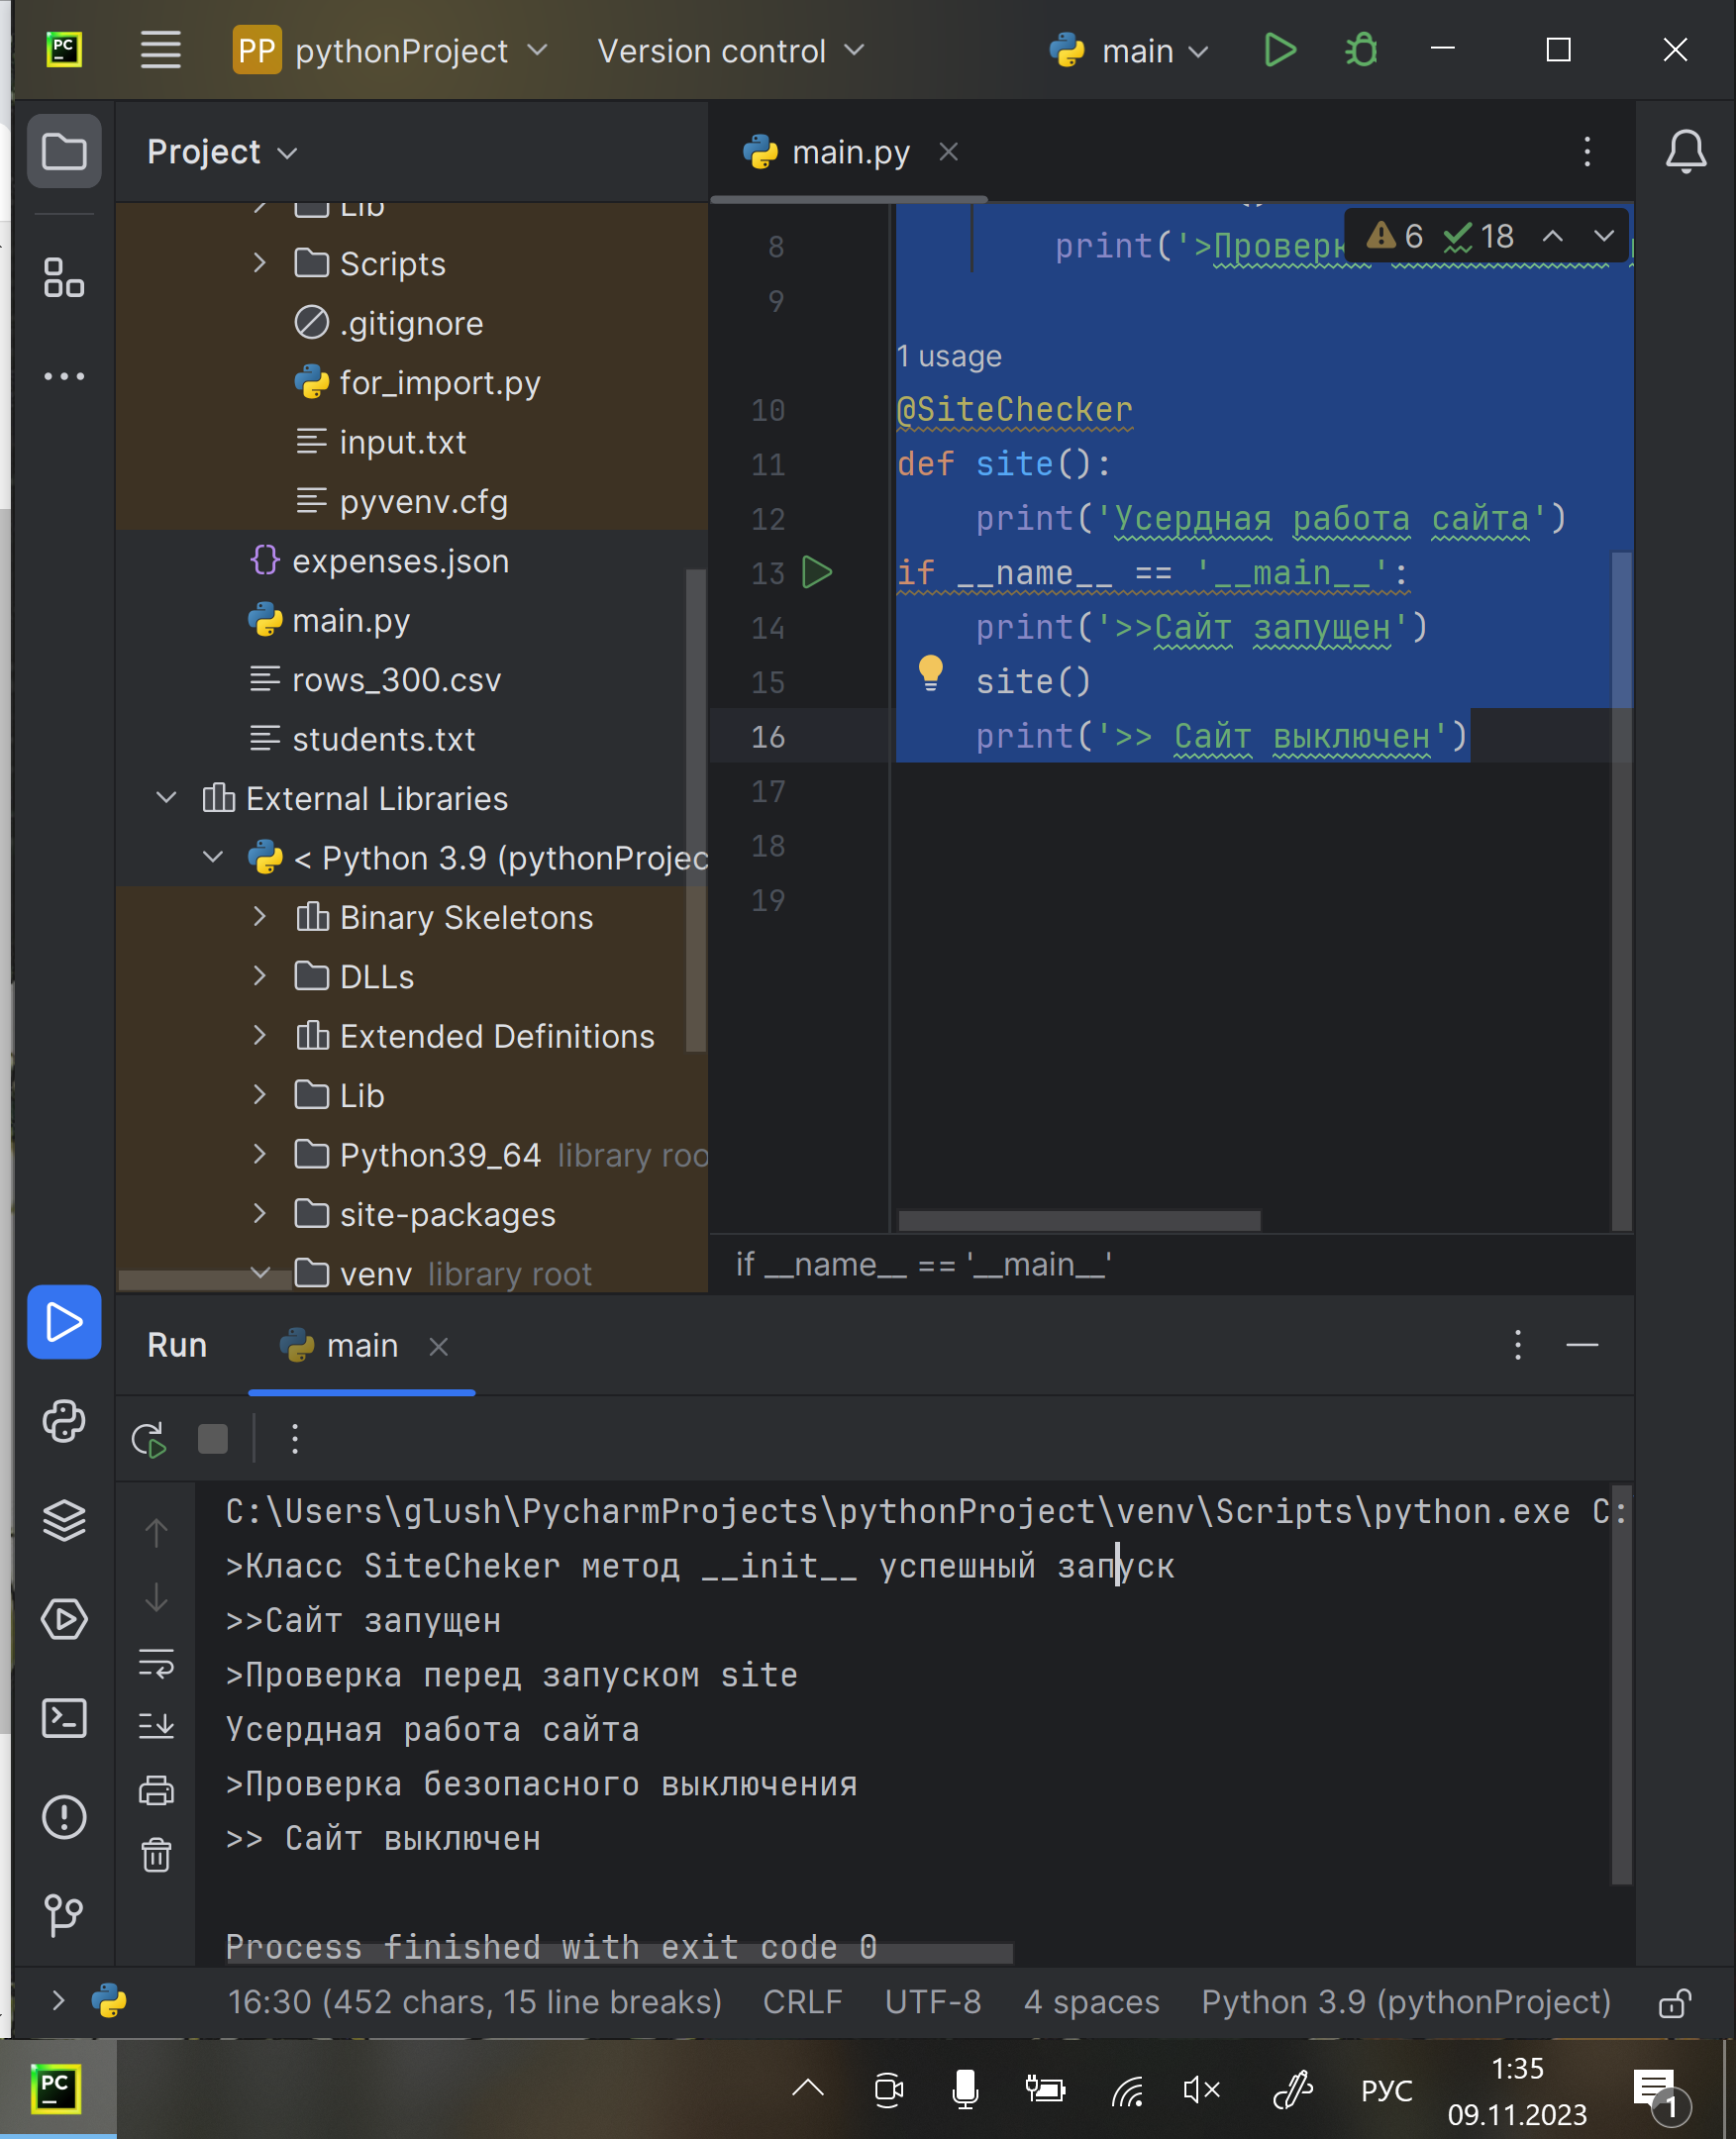 PC
PP pythonProject
Version control
main
Project
main.py
Lib
Scripts
.gitignore
for_import.py
input.txt
pyvenv.cfg
expenses.json
main.py
rows_300.csv
students.txt
External Libraries
< Python 3.9 (pythonProjec
Binary Skeletons
DLLs
Extended Definitions
Lib
Python39_64 library roo
site-packages
venv library root
6 18
8 print('>Проверк
9
1 usage
10 @SiteChecker
11 def site():
12 print('Усердная работа сайта')
13 if __name__ == '__main__':
14 print('>>Сайт запущен')
15 site()
16 print('>> Сайт выключен')
17
18
19
if __name__ == '__main__'
Run main
C:\Users\glush\PycharmProjects\pythonProject\venv\Scripts\python.exe C:
>Класс SiteCheker метод __init__ успешный запуск
>>Сайт запущен
>Проверка перед запуском site
Усердная работа сайта
>Проверка безопасного выключения
>> Сайт выключен
Process finished with exit code 0
16:30 (452 chars, 15 line breaks) CRLF UTF-8 4 spaces Python 3.9 (pythonProject)
PC
РУС
1:35
09.11.2023
1